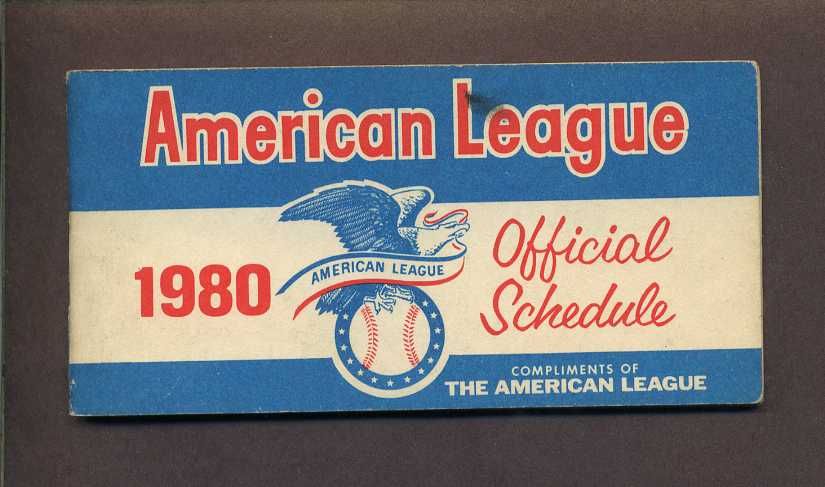 American League
1980
AMERICAN LEAGUE
Official
Schedule
COMPLIMENTS OF
THE AMERICAN LEAGUE